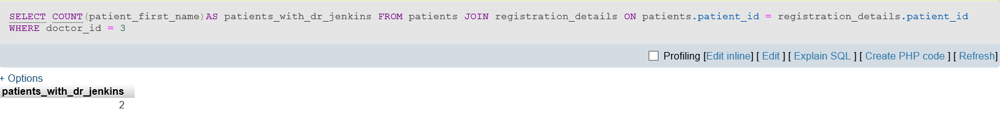 SELECT COUNT(patient_first_name)AS patients_with_dr_jenkins FROM patients JOIN registration_details ON patients.patient_id = registration_details.patient_id
WHERE doctor_id = 3
Profiling [Edit inline] [ Edit ] [ Explain SQL ] [ Create PHP code ] [ Refresh]
+ Options
patients_with_dr_jenkins
2